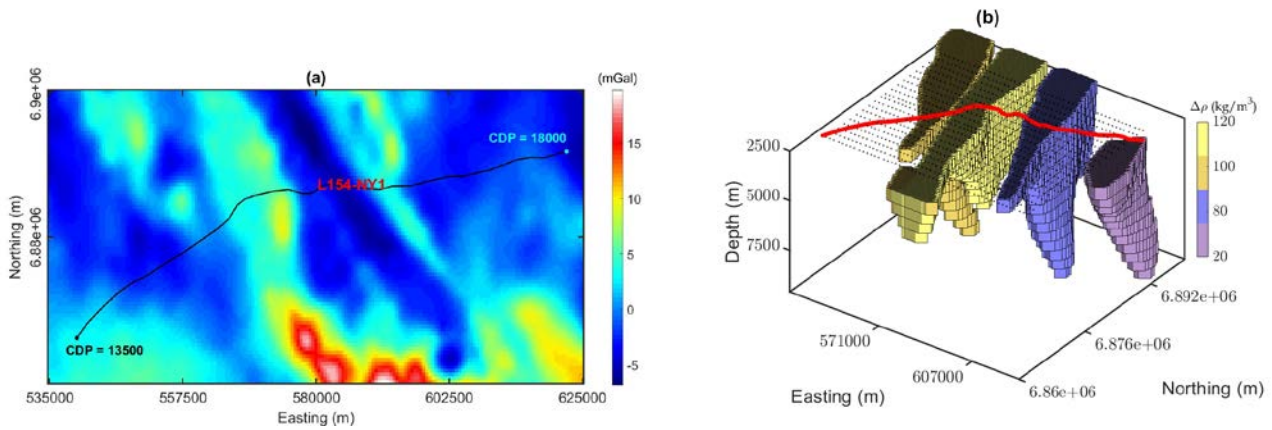 (a)
(mGal)
6.9e+06
6.88e+06
Northing (m)
CDP = 18000
L154-NY1
CDP = 13500
15
10
5
0
-5
535000
557500
580000
602500
625000
Easting (m)
(b)
Δρ (kg/m³)
120
100
80
20
2500
5000
7500
Depth (m)
571000
607000
Easting (m)
6.86e+06
6.876e+06
6.892e+06
Northing (m)